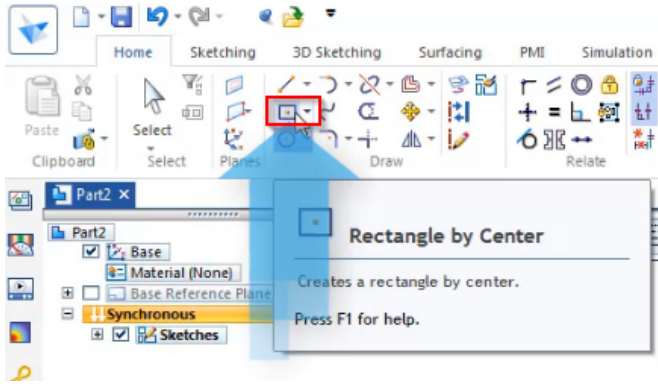 Home Sketching 3D Sketching Surfacing PMI Simulation
Paste Select
Clipboard Select Planes Draw Relate
Part2
Part2
Base
Material (None)
Base Reference Plane
Synchronous
Sketches
Rectangle by Center
Creates a rectangle by center.
Press F1 for help.